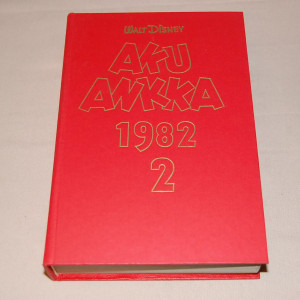 WALT DISNEY
AKU
ANKKA
1982
2